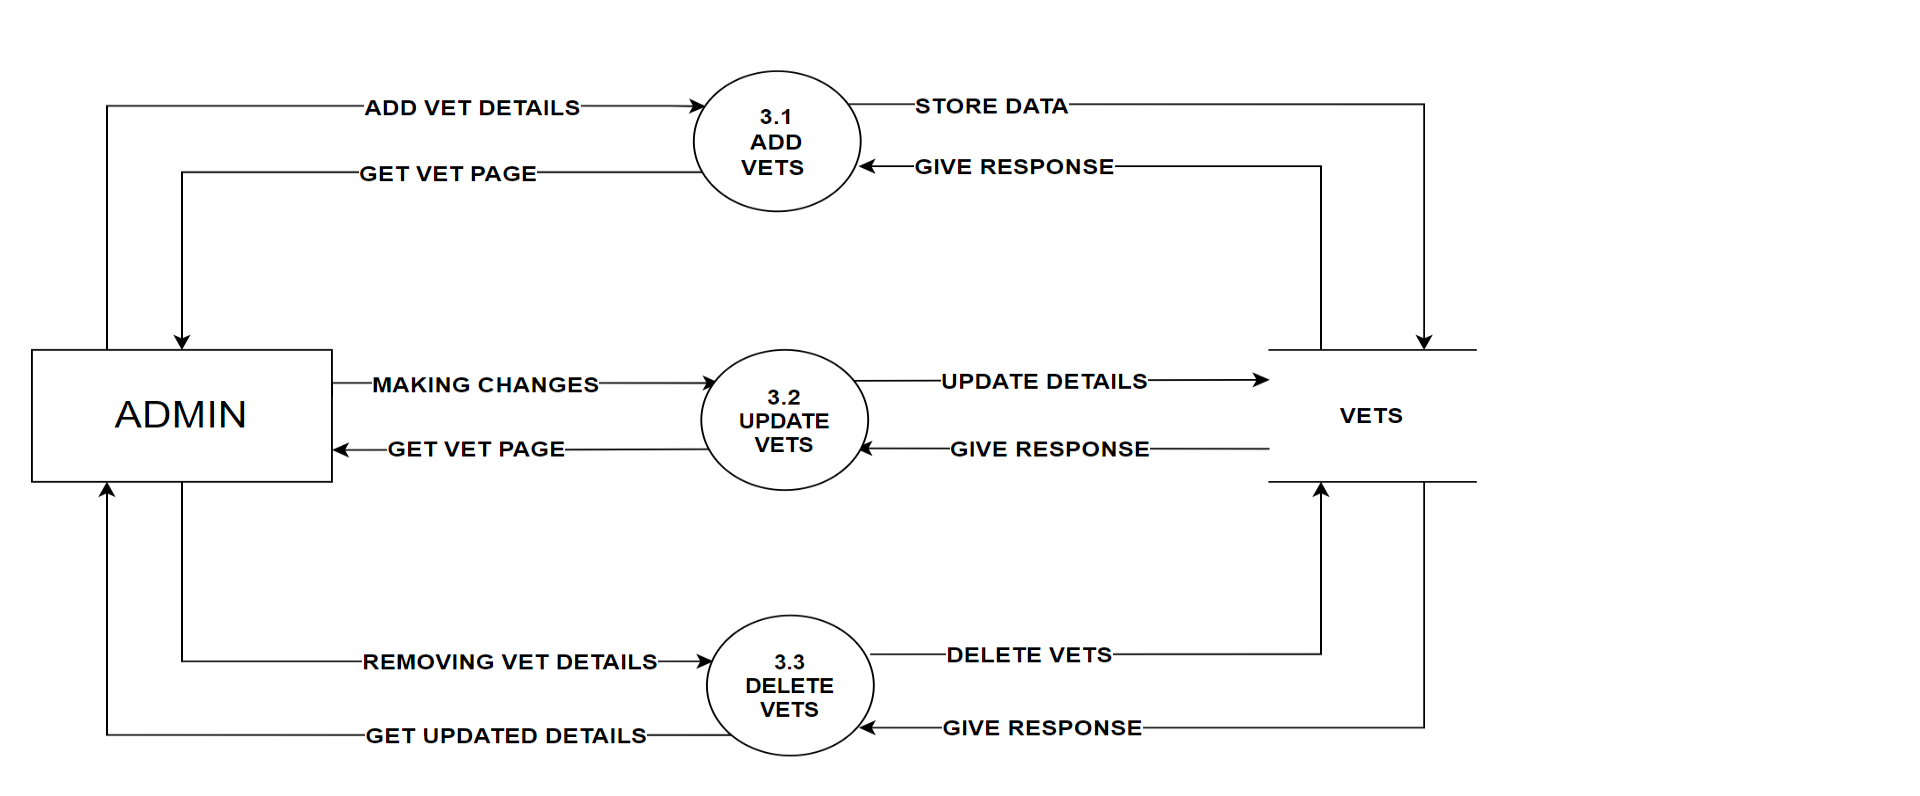 ADD VET DETAILS
3.1
ADD
VETS
STORE DATA
GET VET PAGE
GIVE RESPONSE
ADMIN
MAKING CHANGES
3.2
UPDATE
VETS
UPDATE DETAILS
VETS
GET VET PAGE
GIVE RESPONSE
REMOVING VET DETAILS
3.3
DELETE
VETS
DELETE VETS
GET UPDATED DETAILS
GIVE RESPONSE